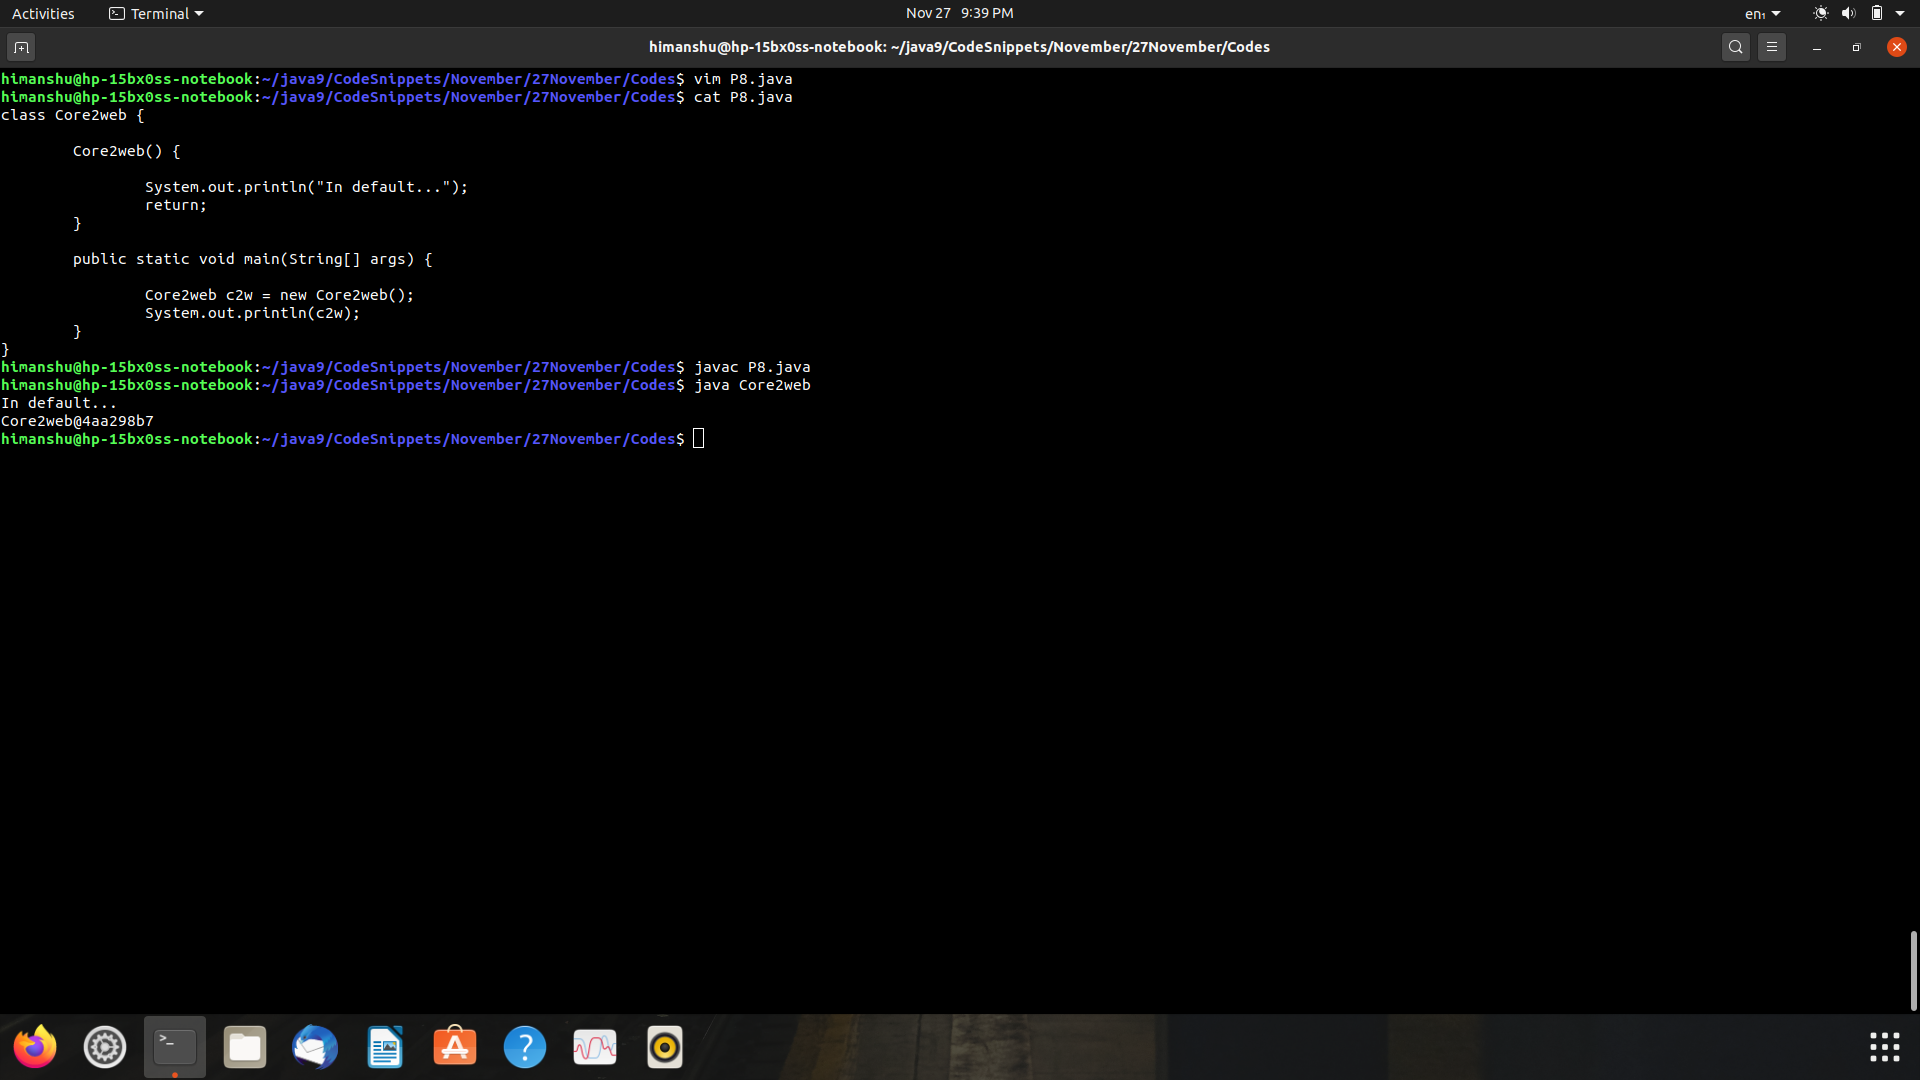 Activities
Terminal
Nov 27 9:39 PM
en₁
himanshu@hp-15bx0ss-notebook: ~/java9/CodeSnippets/November/27November/Codes
himanshu@hp-15bx0ss-notebook:~/java9/CodeSnippets/November/27November/Codes$ vim P8.java
himanshu@hp-15bx0ss-notebook:~/java9/CodeSnippets/November/27November/Codes$ cat P8.java
class Core2web {
        Core2web() {
                System.out.println("In default...");
                return;
        }
        public static void main(String[] args) {
                Core2web c2w = new Core2web();
                System.out.println(c2w);
        }
}
himanshu@hp-15bx0ss-notebook:~/java9/CodeSnippets/November/27November/Codes$ javac P8.java
himanshu@hp-15bx0ss-notebook:~/java9/CodeSnippets/November/27November/Codes$ java Core2web
In default...
Core2web@4aa298b7
himanshu@hp-15bx0ss-notebook:~/java9/CodeSnippets/November/27November/Codes$